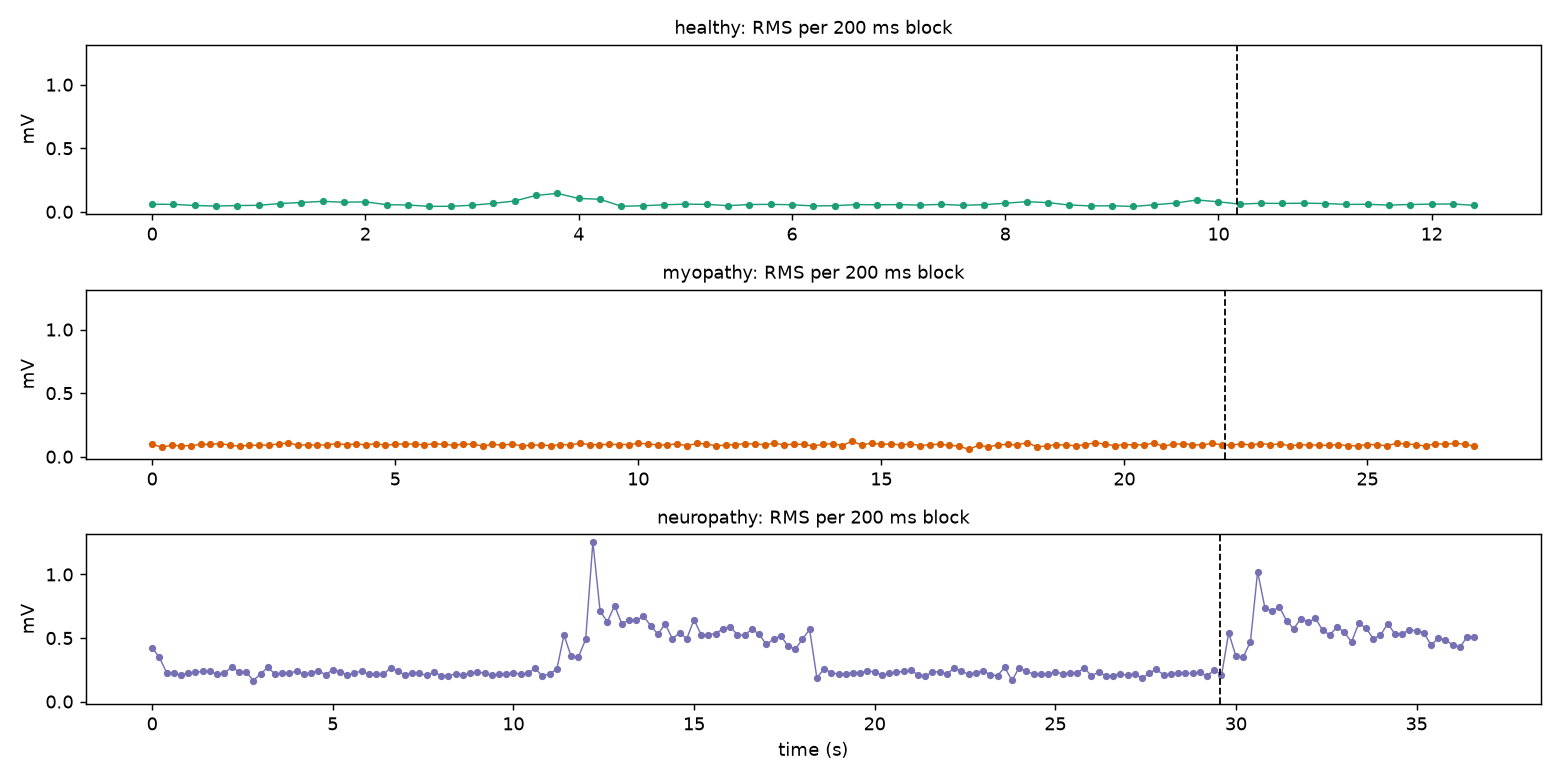 healthy: RMS per 200 ms block
mV
1.0
0.5
0.0
0 2 4 6 8 10 12
myopathy: RMS per 200 ms block
mV
1.0
0.5
0.0
0 5 10 15 20 25
neuropathy: RMS per 200 ms block
mV
1.0
0.5
0.0
0 5 10 15 20 25 30 35
time (s)